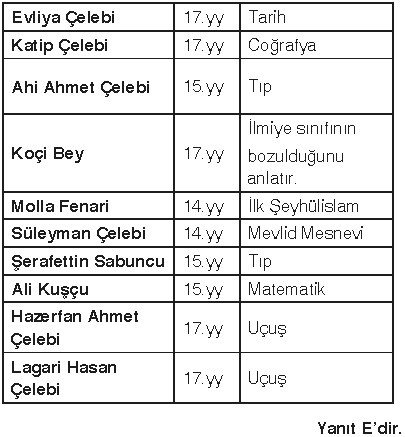 Evliya Çelebi 17.yy Tarih
Katip Çelebi 17.yy Coğrafya
Ahi Ahmet Çelebi 15.yy Tıp
Koçi Bey 17.yy İlmiye sınıfının
bozulduğunu
anlatır.
Molla Fenari 14.yy İlk Şeyhülislam
Süleyman Çelebi 14.yy Mevlid Mesnevi
Şerafettin Sabuncu 15.yy Tıp
Ali Kuşçu 15.yy Matematik
Hazerfan Ahmet
Çelebi 17.yy Uçuş
Lagari Hasan
Çelebi 17.yy Uçuş
Yanıt E'dir.